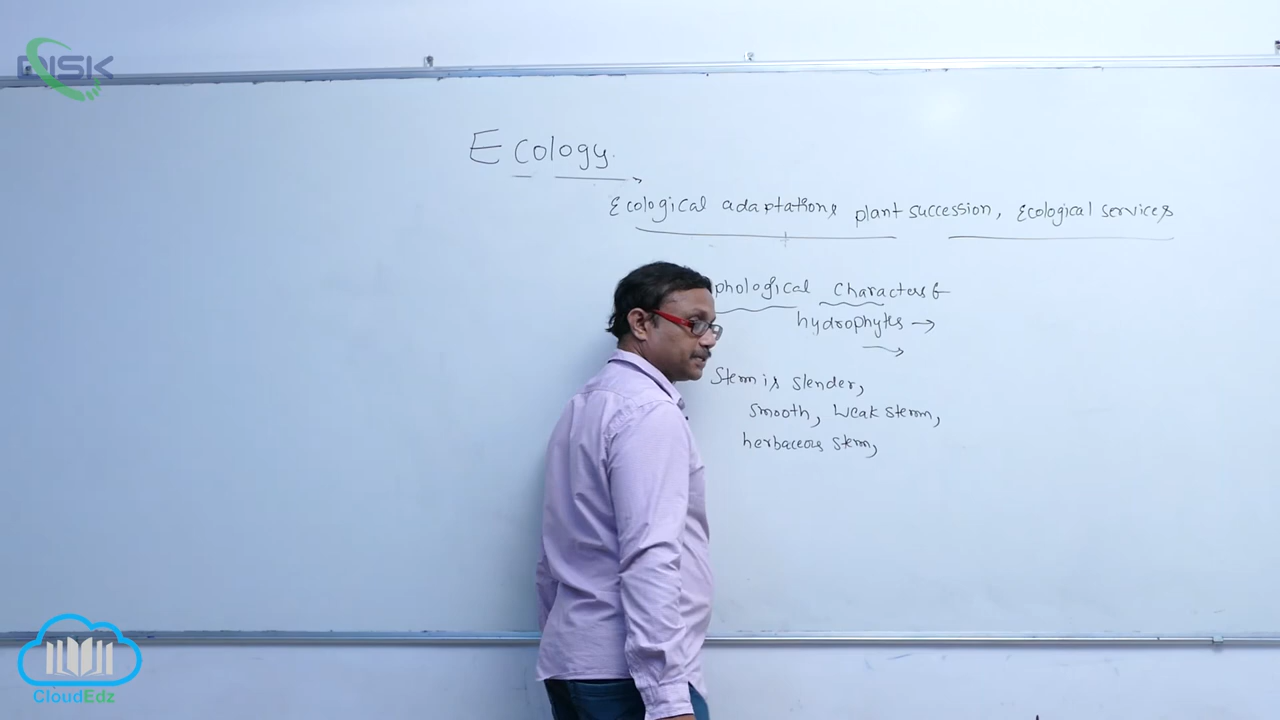 DISK
Ecology.
Ecological adaptations plant succession, Ecological services
phological characters of
hydrophytes →
Stem is slender,
smooth, Weak stem,
herbaceous stem,
CloudEdz